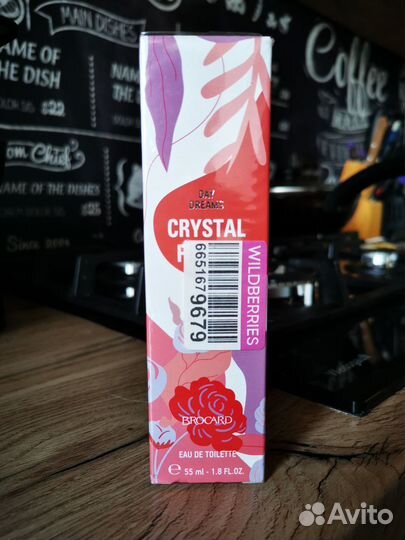 MAIN DISHES
NAME OF
THE DISH
NAME OF THE DISHES
Since 2004
Coffee
DAY
DREAMS
CRYSTAL
6651679679
WILDBERRIES
BROCARD
EAU DE TOILETTE
℮ 55 ml - 1.8 FL.OZ.
Avito